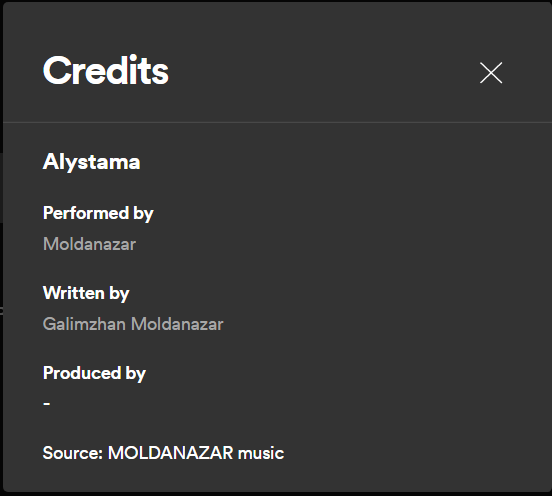 Credits
Alystama
Performed by
Moldanazar
Written by
Galimzhan Moldanazar
Produced by
-
Source: MOLDANAZAR music